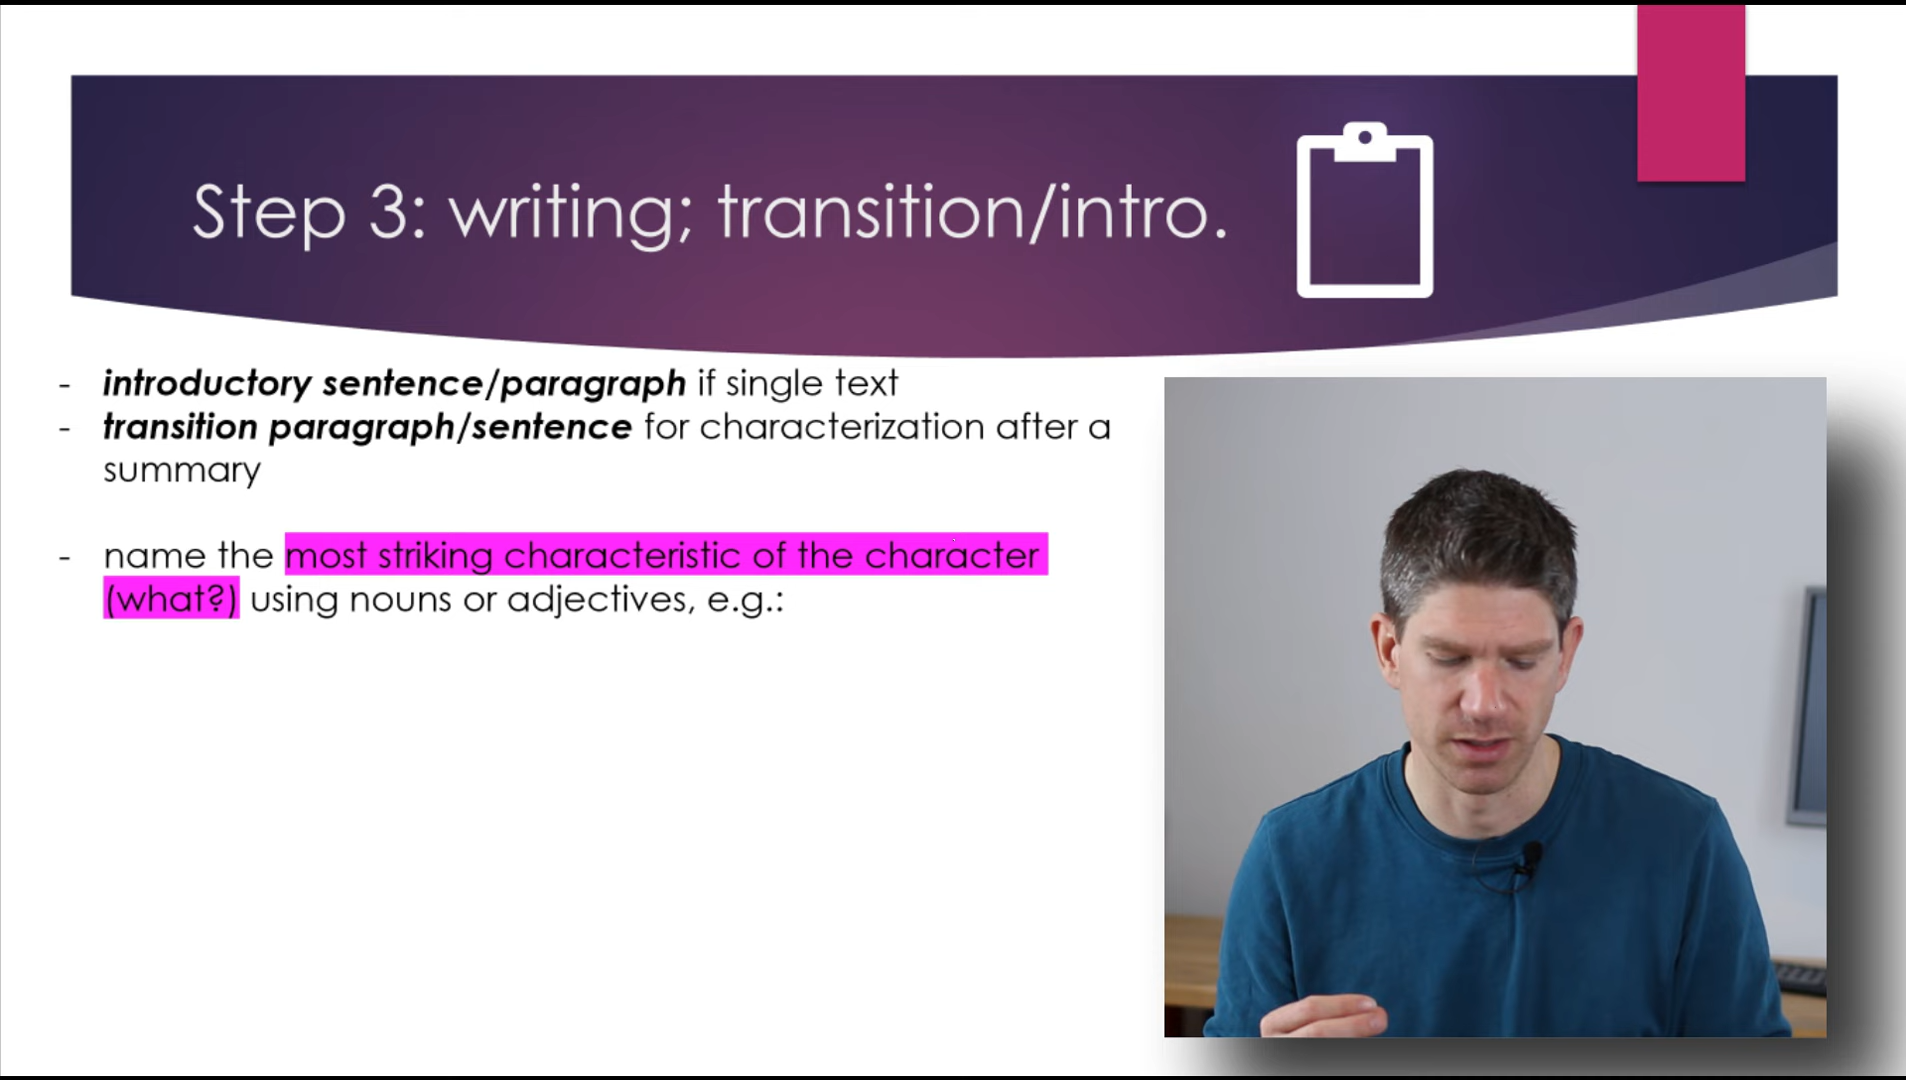 Step 3: writing; transition/intro.
- introductory sentence/paragraph if single text
- transition paragraph/sentence for characterization after a
summary
- name the most striking characteristic of the character
(what?) using nouns or adjectives, e.g.: